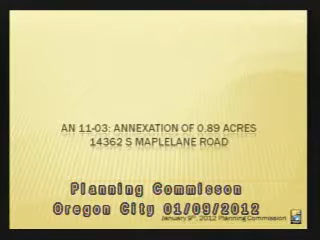 AN 11-03: ANNEXATION OF 0.89 ACRES
14362 S MAPLELANE ROAD
Planning Commisson
Oregon City 01/09/2012
January 9th, 2012 Planning Commission